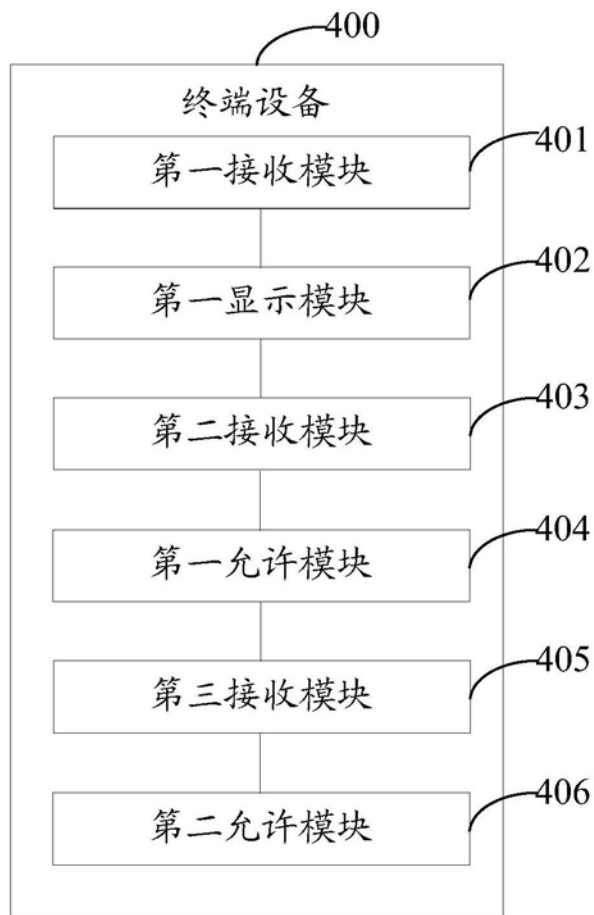 400
终端设备
第一接收模块
401
第一显示模块
402
第二接收模块
403
第一允许模块
404
第三接收模块
405
第二允许模块
406